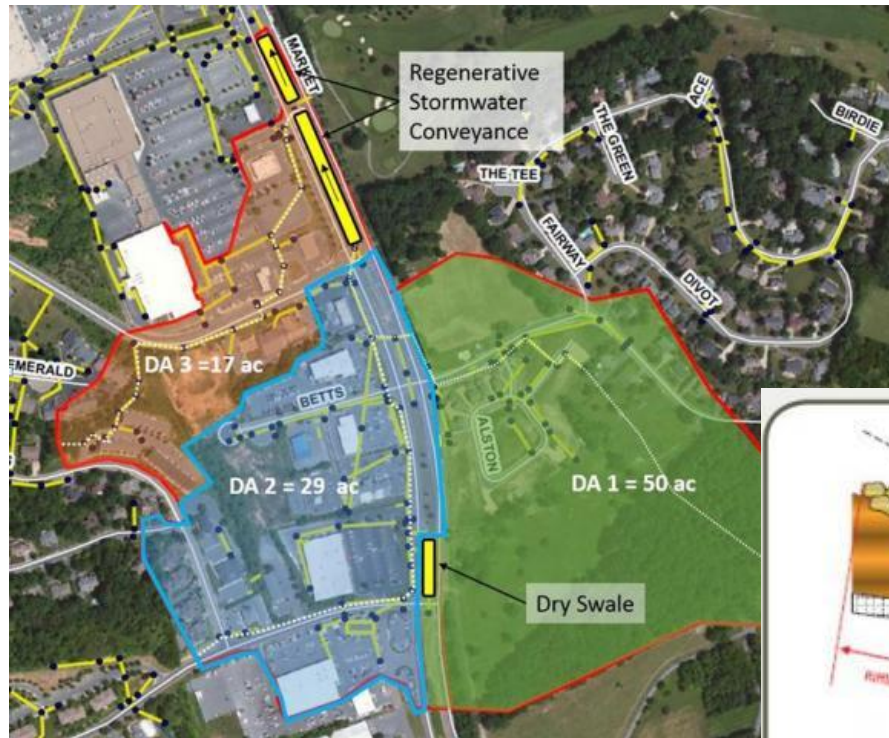 MARKET
Regenerative
Stormwater
Conveyance
ACE
BIRDIE
THE GREEN
THE TEE
FAIRWAY
DIVOT
EMERALD
DA 3 =17 ac
BETTS
ALSTON
DA 2 = 29 ac
DA 1 = 50 ac
Dry Swale